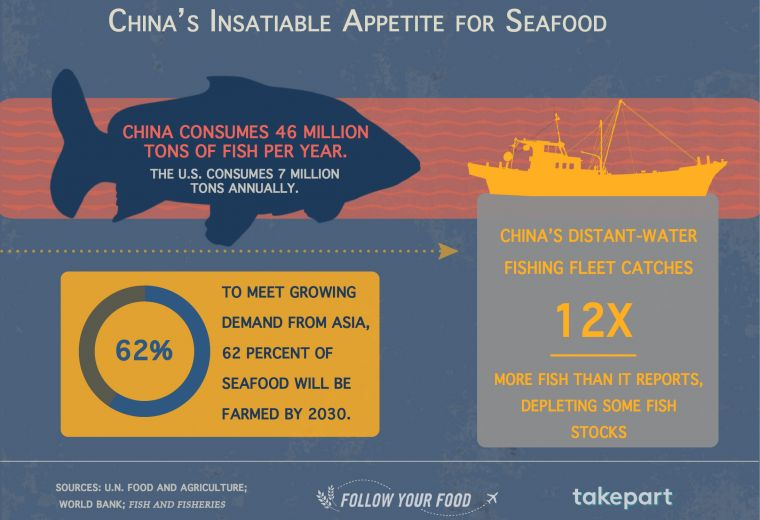 China's Insatiable Appetite for Seafood
CHINA CONSUMES 46 MILLION
TONS OF FISH PER YEAR.
THE U.S. CONSUMES 7 MILLION
TONS ANNUALLY.
CHINA'S DISTANT-WATER
FISHING FLEET CATCHES
12X
MORE FISH THAN IT REPORTS,
DEPLETING SOME FISH
STOCKS
62%
TO MEET GROWING
DEMAND FROM ASIA,
62 PERCENT OF
SEAFOOD WILL BE
FARMED BY 2030.
SOURCES: U.N. FOOD AND AGRICULTURE;
WORLD BANK; FISH AND FISHERIES
FOLLOW YOUR FOOD
takepart